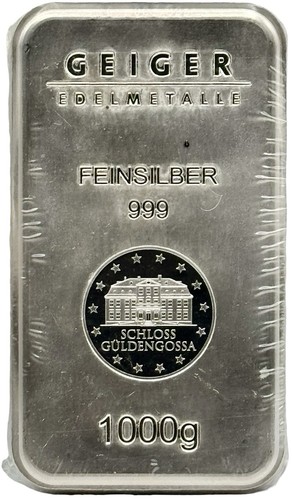 GEIGER
EDELMETALLE
FEINSILBER
999
SCHLOSS
GÜLDENGOSSA
1000g